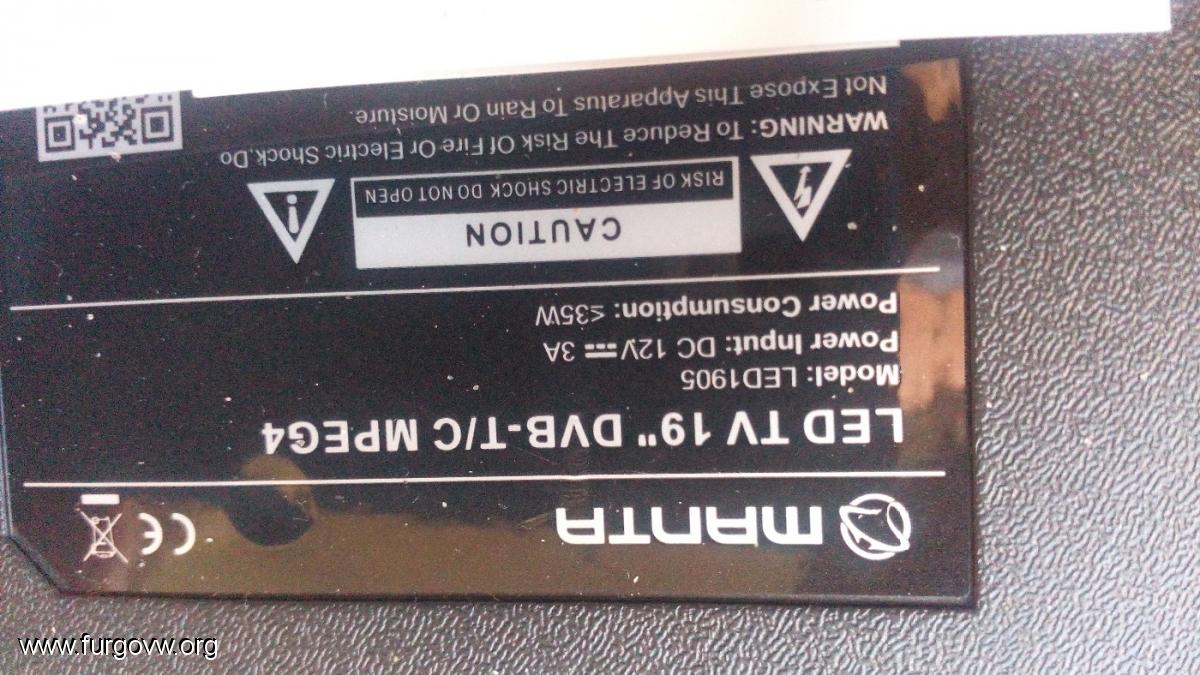 MANTA
CE
LED TV 19" DVB-T/C MPEG4
Model: LED1905
Power Input: DC 12V⎓ 3A
Power Consumption: ≤35W
CAUTION
RISK OF ELECTRIC SHOCK DO NOT OPEN
WARNING: To Reduce The Risk Of Fire Or Electric Shock,Do
Not Expose This Apparatus To Rain Or Moisture.
www.furgovw.org